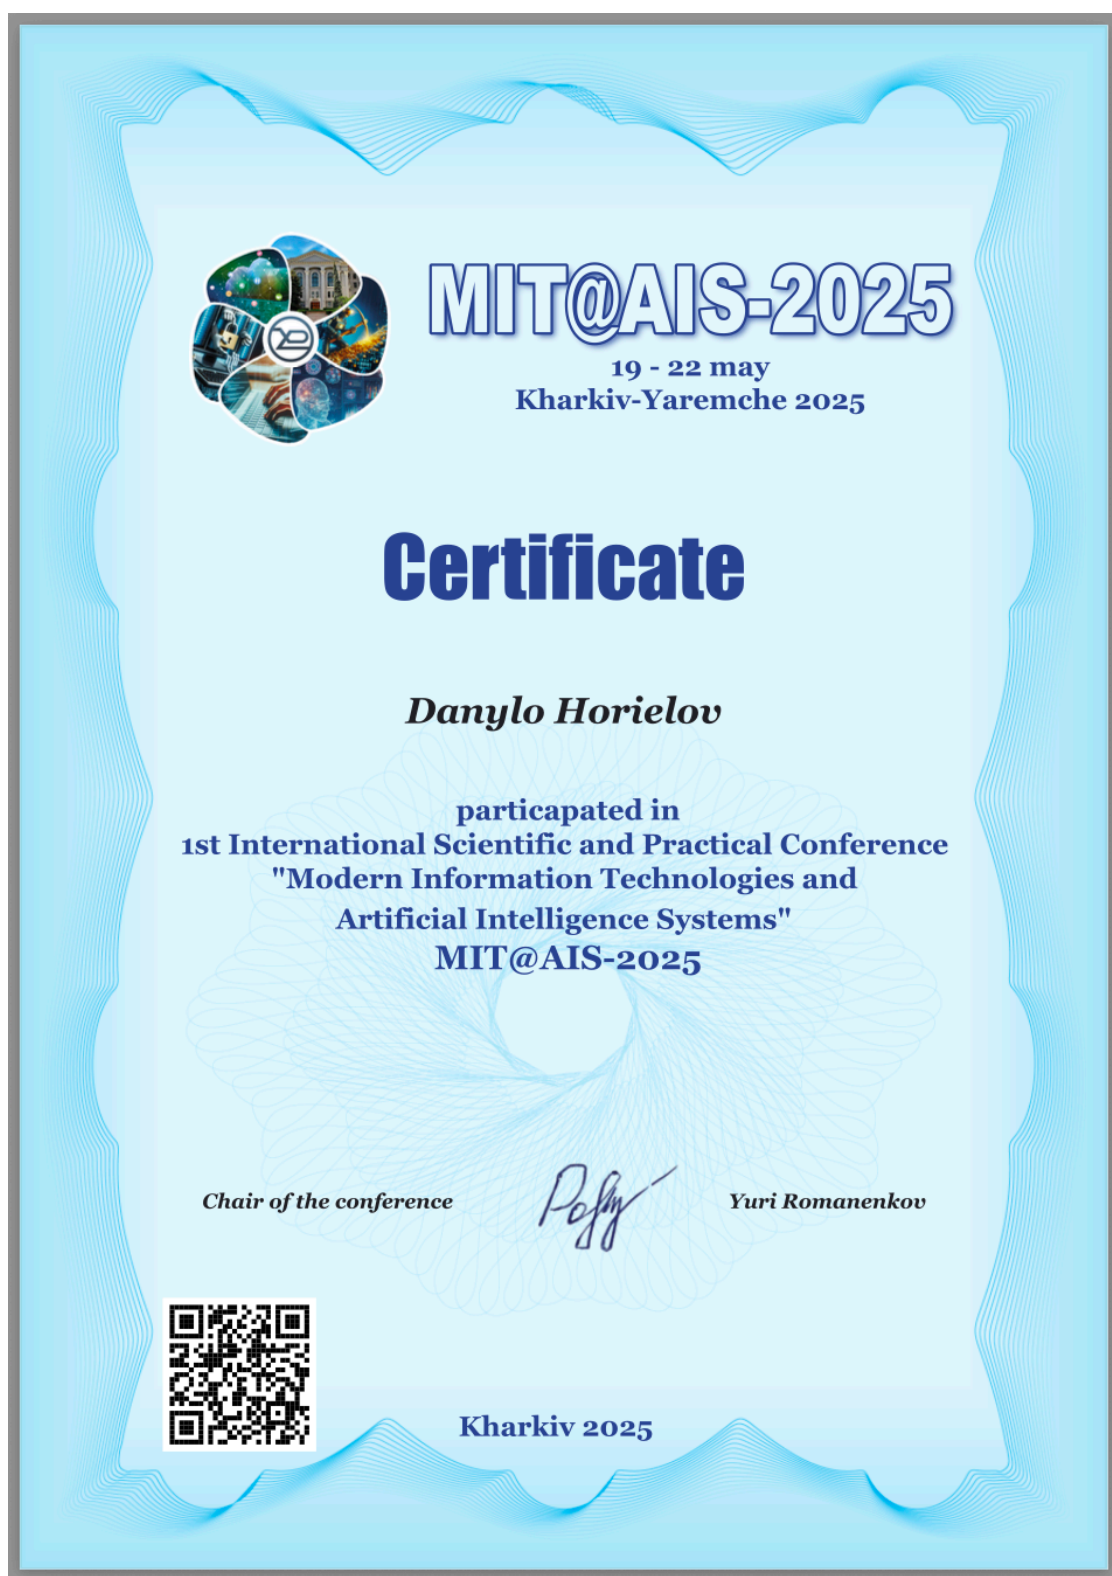 MIT@AIS-2025
19 - 22 may
Kharkiv-Yaremche 2025
Certificate
Danylo Horielov
particapated in
1st International Scientific and Practical Conference
"Modern Information Technologies and
Artificial Intelligence Systems"
MIT@AIS-2025
Chair of the conference
Yuri Romanenkov
Kharkiv 2025